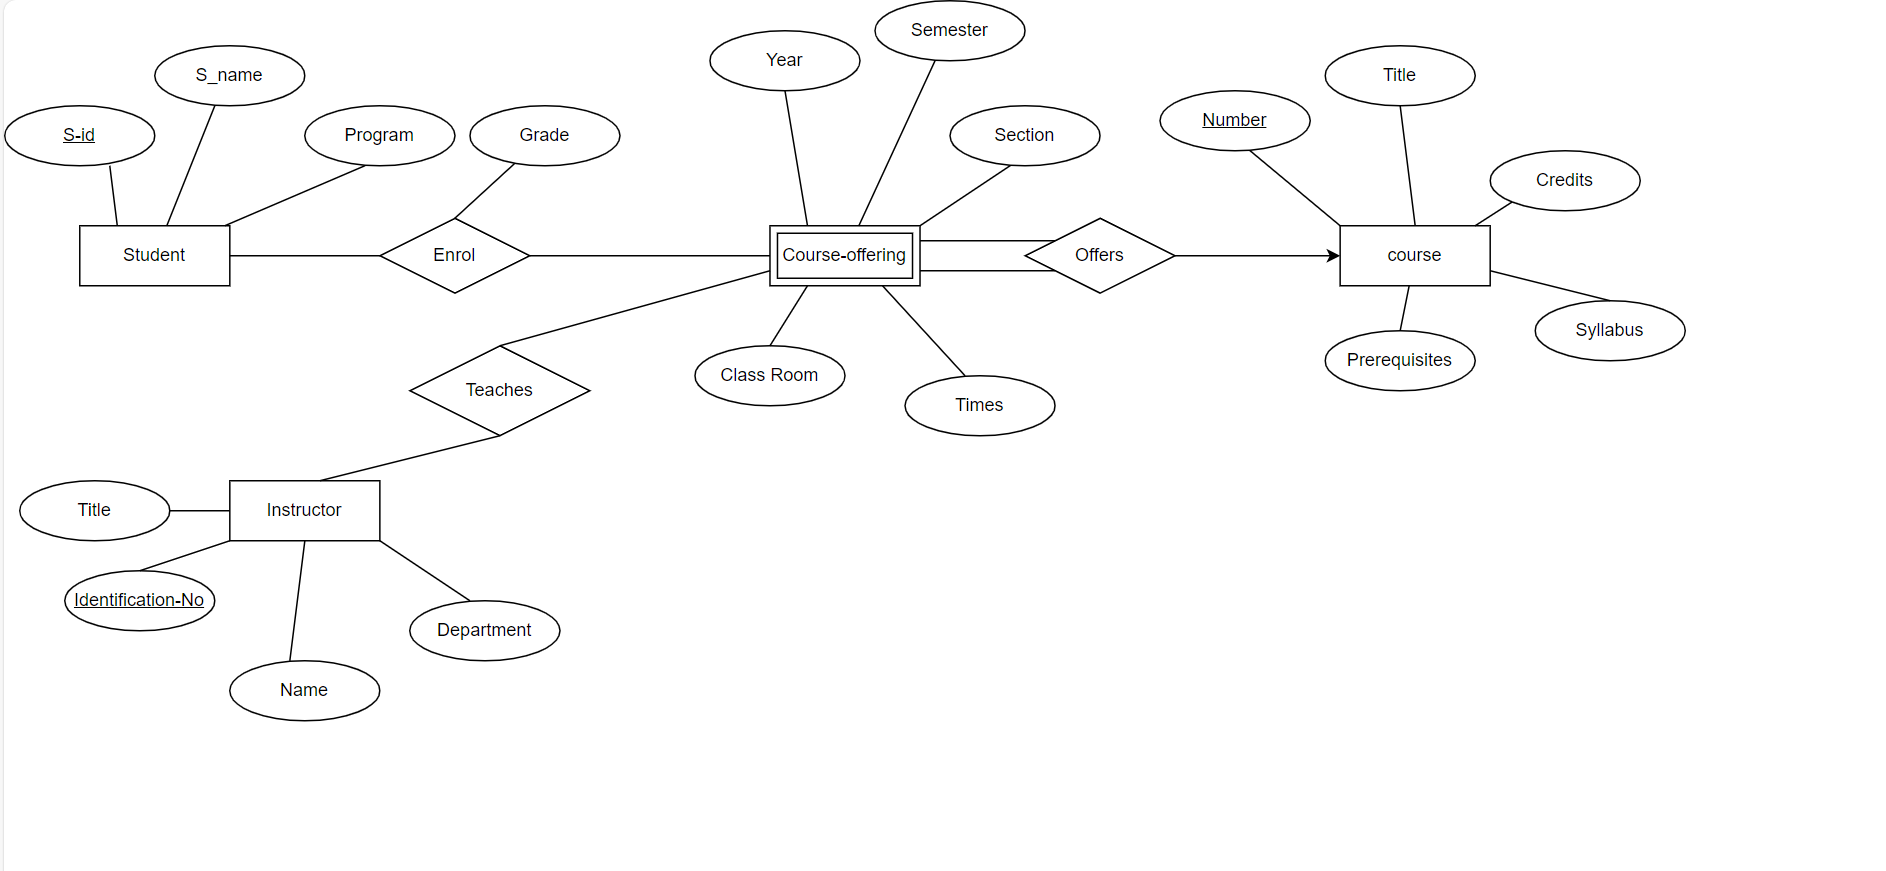 Semester
Year
S_name
Title
Number
S-id
Program
Grade
Section
Credits
Student
Enrol
Course-offering
Offers
course
Syllabus
Prerequisites
Class Room
Teaches
Times
Title
Instructor
Identification-No
Department
Name